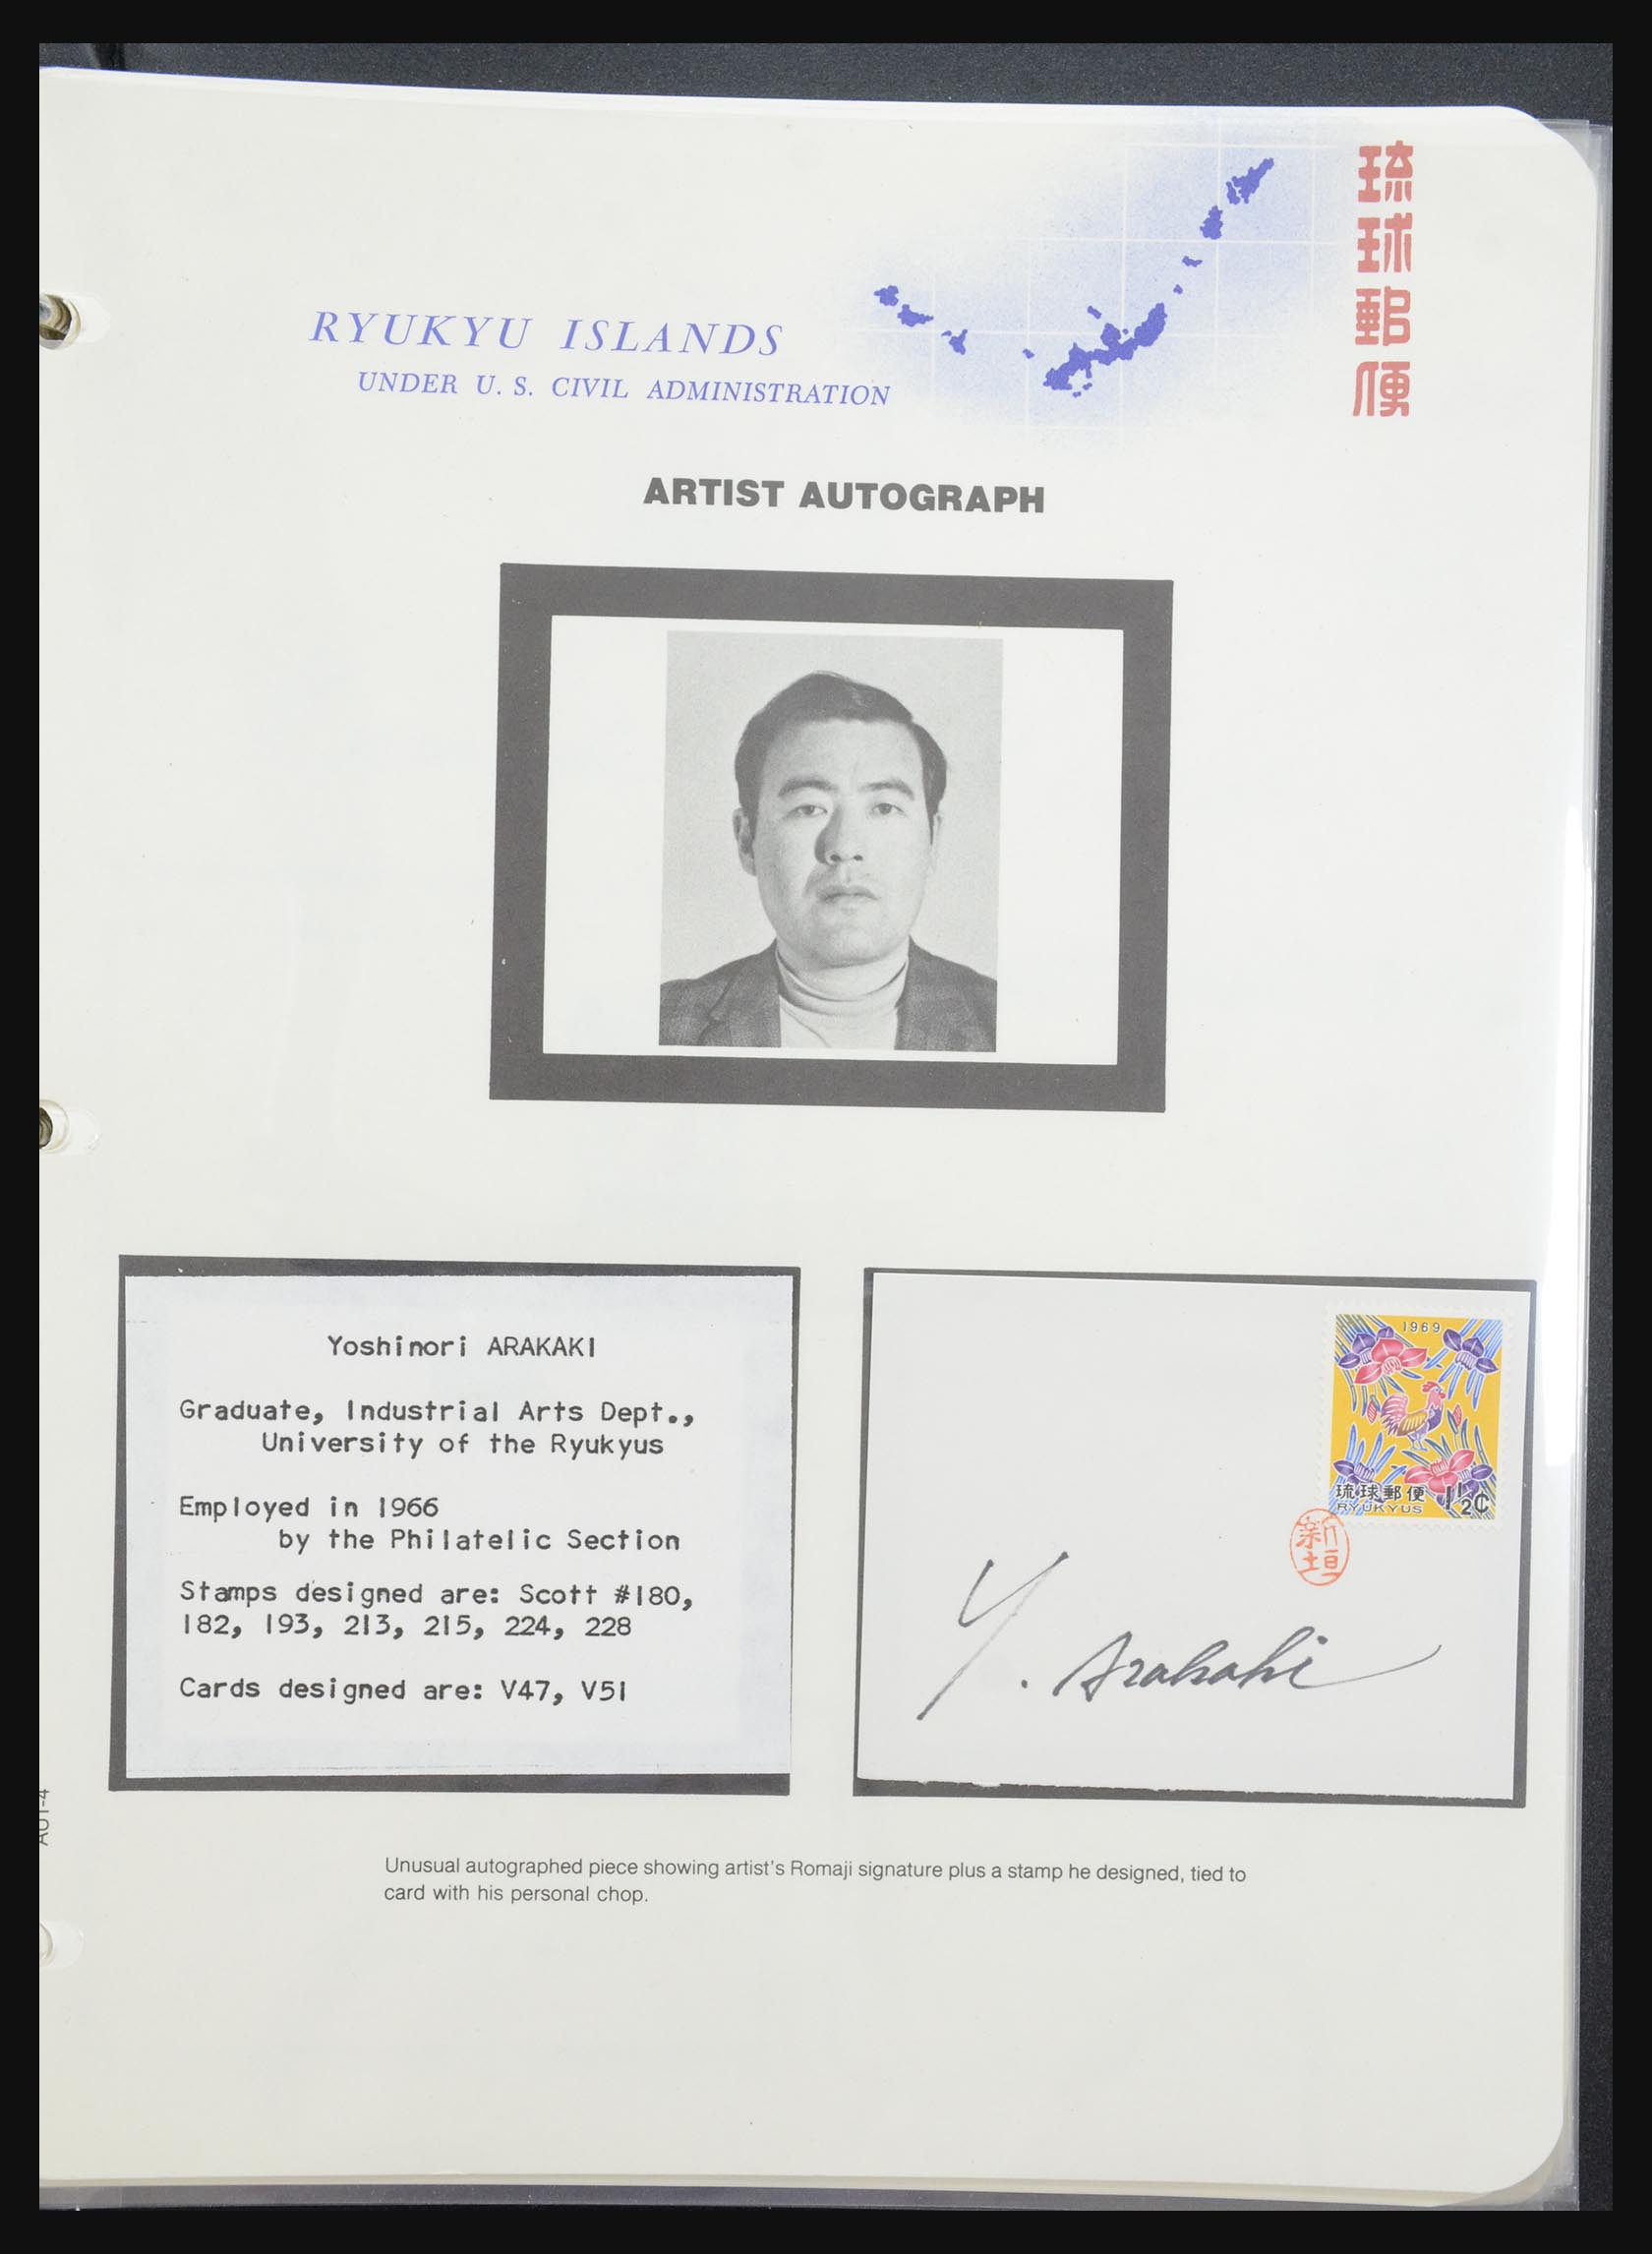 琉球郵便
RYUKYU ISLANDS
UNDER U. S. CIVIL ADMINISTRATION
ARTIST AUTOGRAPH
Yoshinori ARAKAKI
Graduate, Industrial Arts Dept.,
University of the Ryukyus
Employed in 1966
by the Philatelic Section
Stamps designed are: Scott #180,
182, 193, 213, 215, 224, 228
Cards designed are: V47, V51
1969
琉球郵便 1½¢
RYUKYUS
新垣
Y. Arakaki
AUT-4
Unusual autographed piece showing artist's Romaji signature plus a stamp he designed, tied to
card with his personal chop.